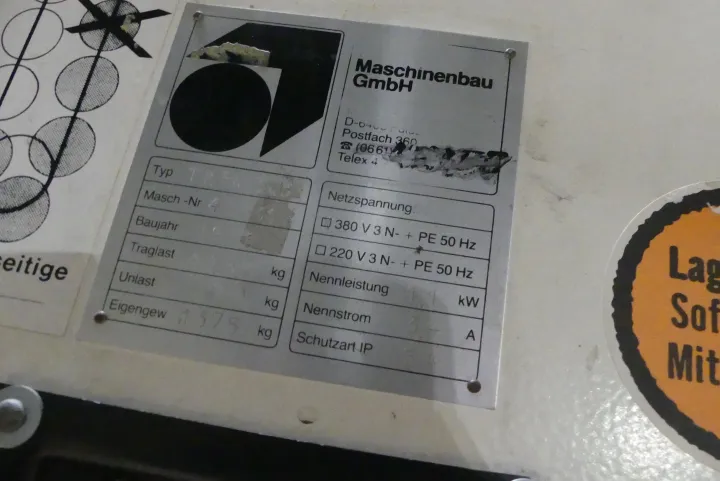 Maschinenbau
GmbH
Postfach 360
Telex 4
Typ
Masch.-Nr
Baujahr
Traglast kg
Unlast kg
Eigengew kg
Netzspannung
380 V 3 N- + PE 50 Hz
220 V 3 N- + PE 50 Hz
Nennleistung kW
Nennstrom A
Schutzart IP
eitige
Lag
Sof
Mit